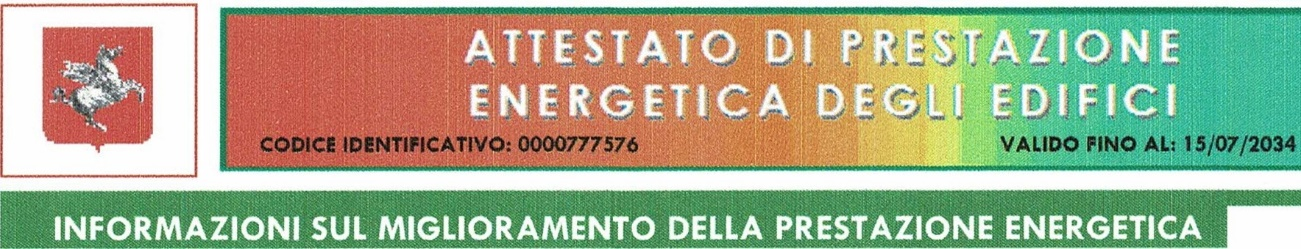 ATTESTATO DI PRESTAZIONE
ENERGETICA DEGLI EDIFICI
CODICE IDENTIFICATIVO: 0000777576 VALIDO FINO AL: 15/07/2034
INFORMAZIONI SUL MIGLIORAMENTO DELLA PRESTAZIONE ENERGETICA